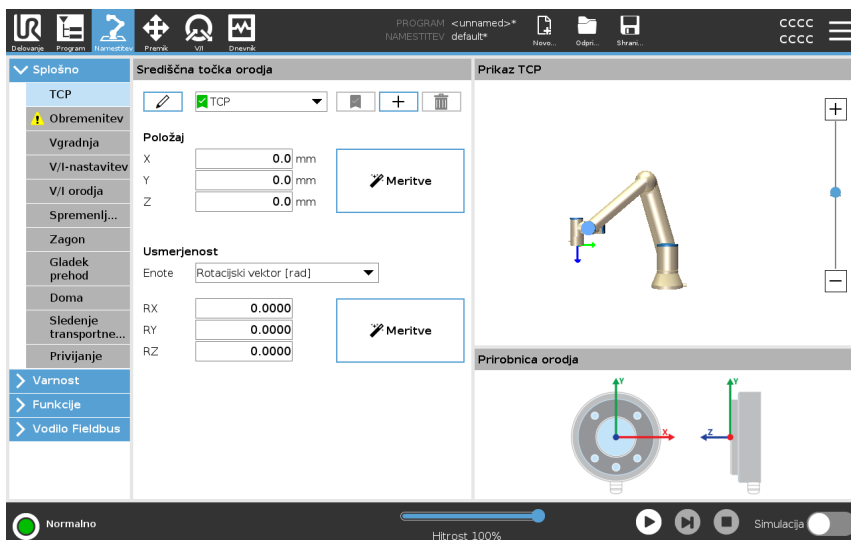 PROGRAM <unnamed>*
NAMESTITEV default*
CCCC
CCCC
Delovanje Program Namestitev Premik V/I Dnevnik Novo... Odpri... Shrani...
Splošno
TCP
Obremenitev
Vgradnja
V/I-nastavitev
V/I orodja
Spremenlj...
Zagon
Gladek
prehod
Doma
Sledenje
transportne...
Privijanje
Varnost
Funkcije
Vodilo Fieldbus
Središčna točka orodja
TCP
Položaj
X 0.0 mm
Y 0.0 mm
Z 0.0 mm
Meritve
Usmerjenost
Enote Rotacijski vektor [rad]
RX 0.0000
RY 0.0000
RZ 0.0000
Meritve
Prikaz TCP
Prirobnica orodja
Y
X
Y
Z
Normalno
Hitrost 100%
Simulacija